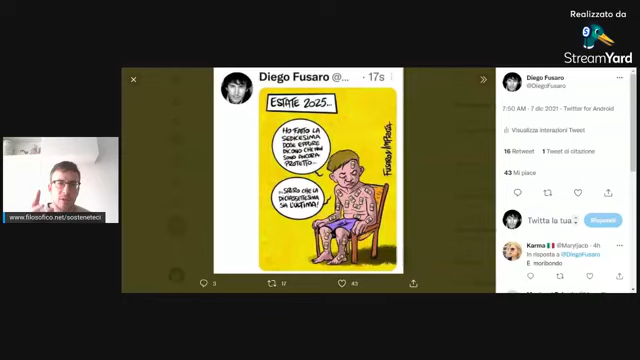 Realizzato da
StreamYard
Diego Fusaro @... · 17s
ESTATE 2025...
HO FATTO LA
SEDICESIMA
DOSE EPPURE
DICONO CHE NON
SONO ANCORA
PROTETTO...
...SPERO CHE LA
DICIASSETTESIMA
SIA L'ULTIMA!
3
17
43
www.filosofico.net/sosteneteci
Diego Fusaro
@DiegoFusaro
7:50 AM · 7 dic 2021 · Twitter for Android
Visualizza interazioni Tweet
16 Retweet 1 Tweet di citazione
43 Mi piace
Twitta la tua
Rispondi
Karma @Marytjaco · 4h
In risposta a
@DiegoFusaro
È moribondo